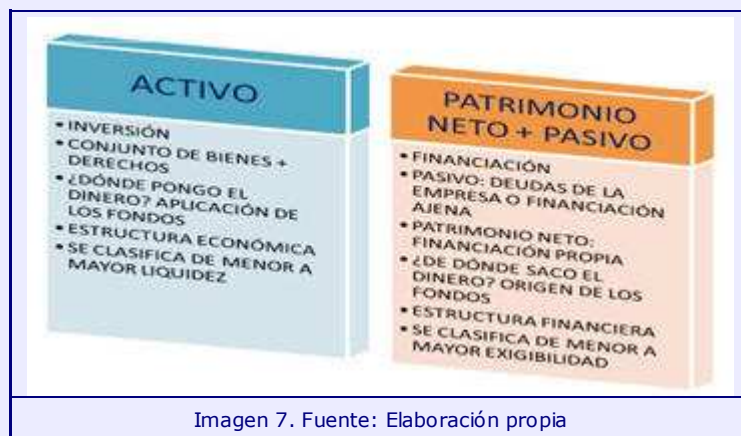 ACTIVO
• INVERSIÓN
• CONJUNTO DE BIENES +
DERECHOS
• ¿DÓNDE PONGO EL
DINERO? APLICACIÓN DE
LOS FONDOS
• ESTRUCTURA ECONÓMICA
• SE CLASIFICA DE MENOR A
MAYOR LIQUIDEZ
PATRIMONIO
NETO + PASIVO
• FINANCIACIÓN
• PASIVO: DEUDAS DE LA
EMPRESA O FINANCIACIÓN
AJENA
• PATRIMONIO NETO:
FINANCIACIÓN PROPIA
• ¿DE DÓNDE SACO EL
DINERO? ORIGEN DE LOS
FONDOS
• ESTRUCTURA FINANCIERA
• SE CLASIFICA DE MENOR A
MAYOR EXIGIBILIDAD
Imagen 7. Fuente: Elaboración propia